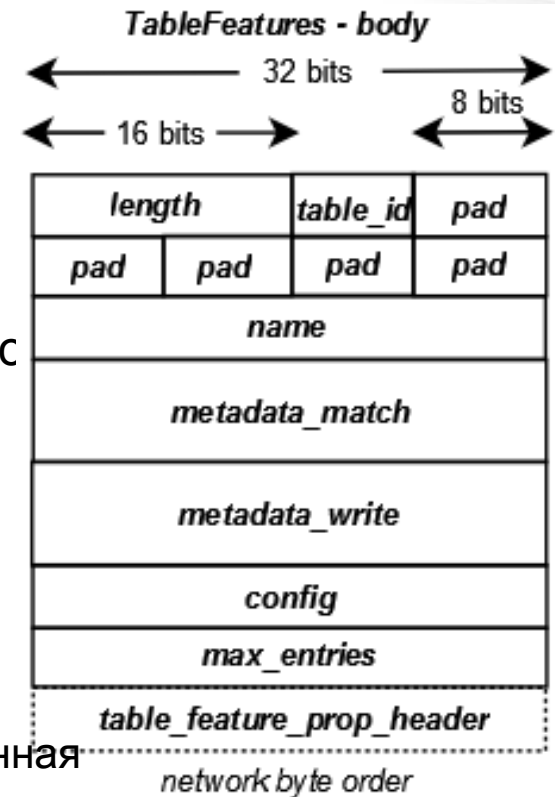 TableFeatures - body
32 bits
16 bits 8 bits
length table_id pad
pad pad pad pad
name
с
metadata_match
metadata_write
config
max_entries
table_feature_prop_header
нная
network byte order